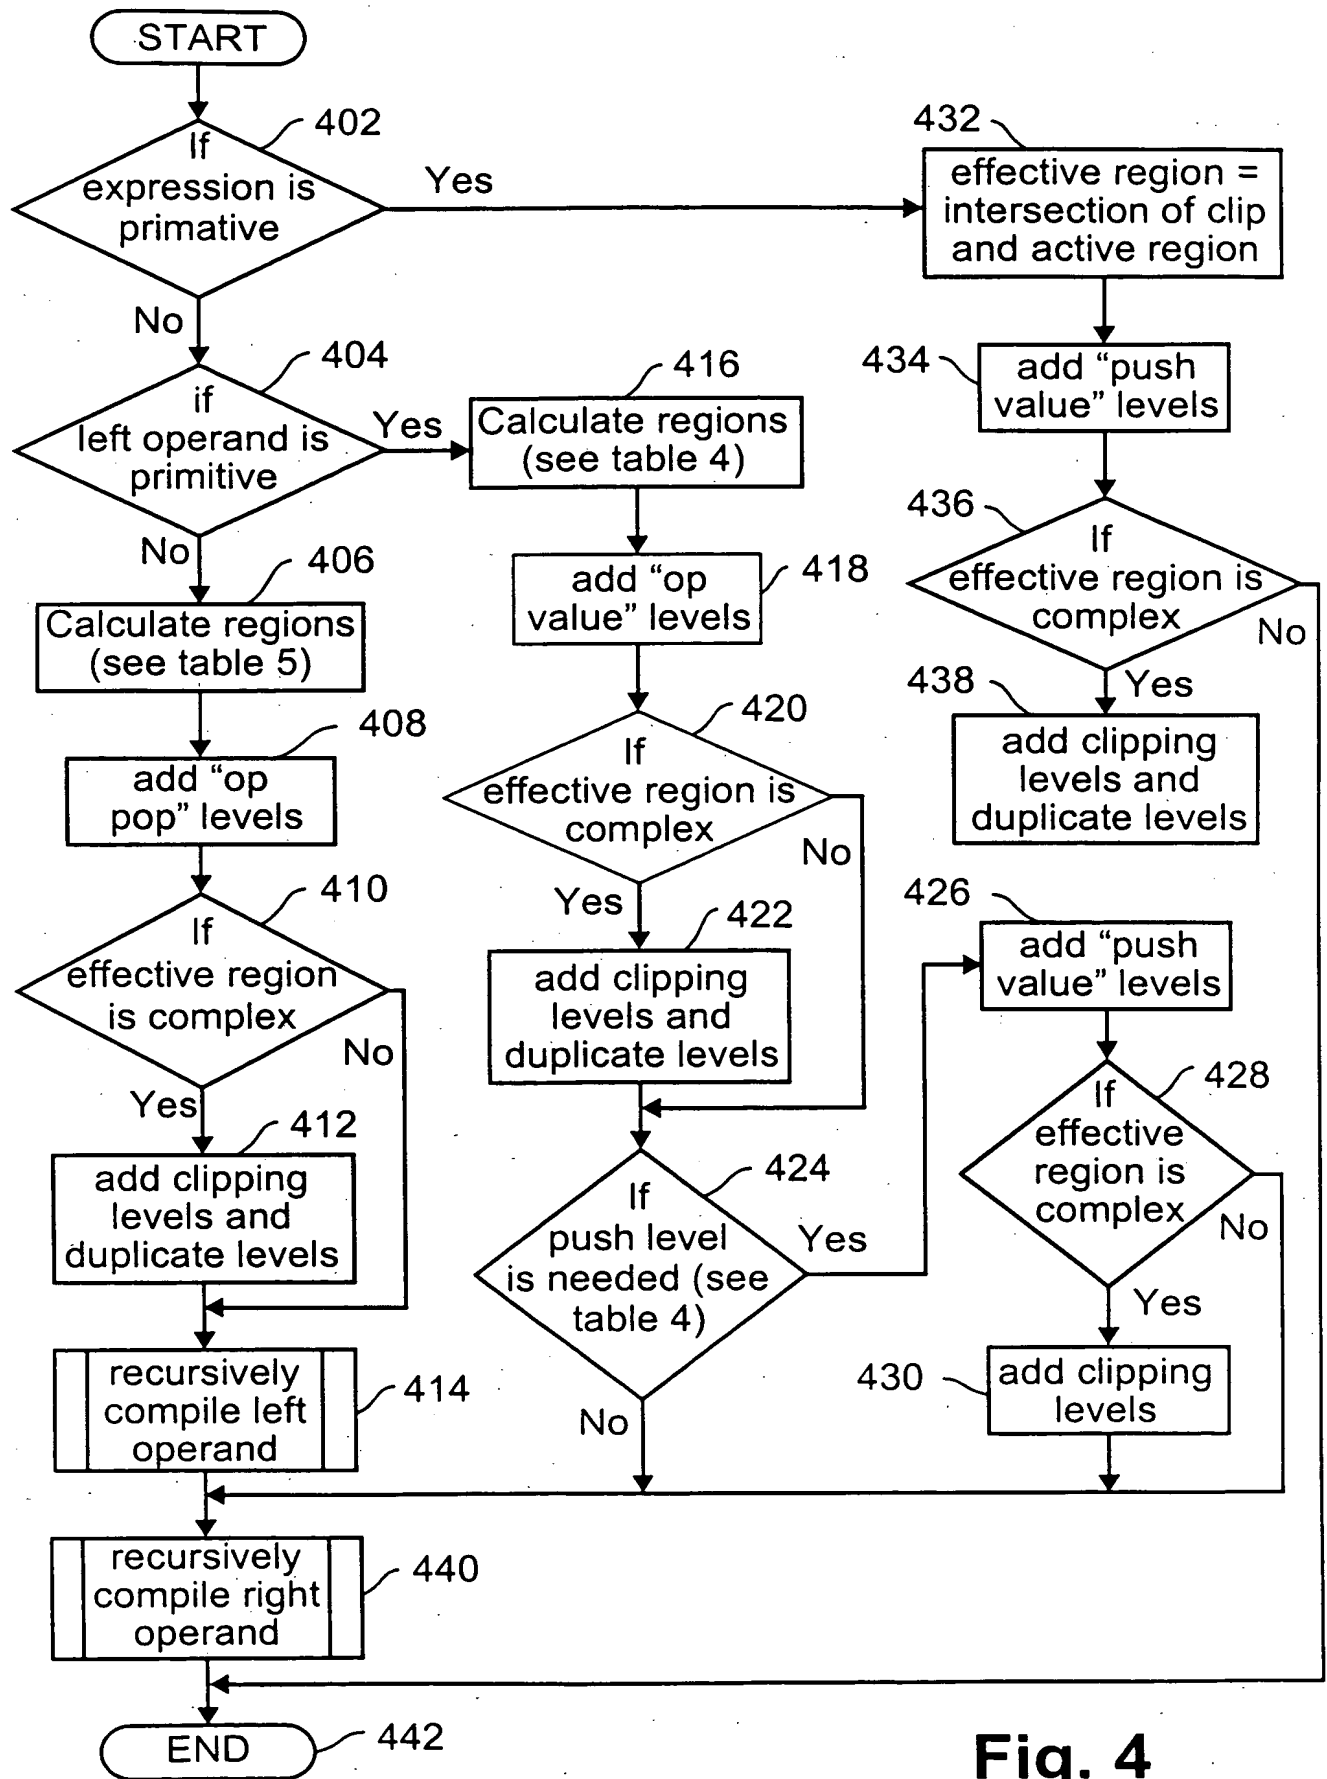 START
402
If
expression is
primative
Yes
No
432
effective region =
intersection of clip
and active region
434
add “push
value” levels
436
If
effective region is
complex
No
Yes
438
add clipping
levels and
duplicate levels
404
if
left operand is
primitive
Yes
No
416
Calculate regions
(see table 4)
418
add “op
value” levels
420
If
effective region is
complex
No
Yes
422
add clipping
levels and
duplicate levels
424
If
push level
is needed (see
table 4)
Yes
No
426
add “push
value” levels
428
If
effective
region is
complex
No
Yes
430
add clipping
levels
406
Calculate regions
(see table 5)
408
add “op
pop” levels
410
If
effective region
is complex
No
Yes
412
add clipping
levels and
duplicate levels
414
recursively
compile left
operand
440
recursively
compile right
operand
END
442
Fig. 4